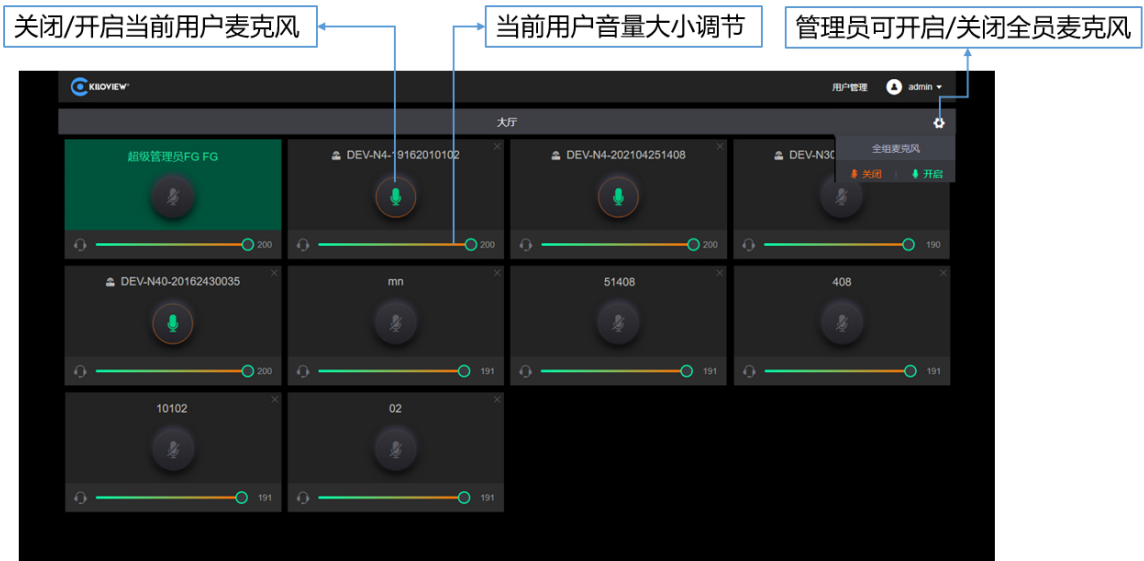 关闭/开启当前用户麦克风
当前用户音量大小调节
管理员可开启/关闭全员麦克风
KILOVIEW
用户管理
admin
大厅
全组麦克风
关闭 | 开启
超级管理员FG FG
DEV-N4-19162010102
DEV-N4-202104251408
DEV-N30
200
200
200
190
DEV-N40-20162430035
mn
51408
408
200
191
191
191
10102
02
191
191